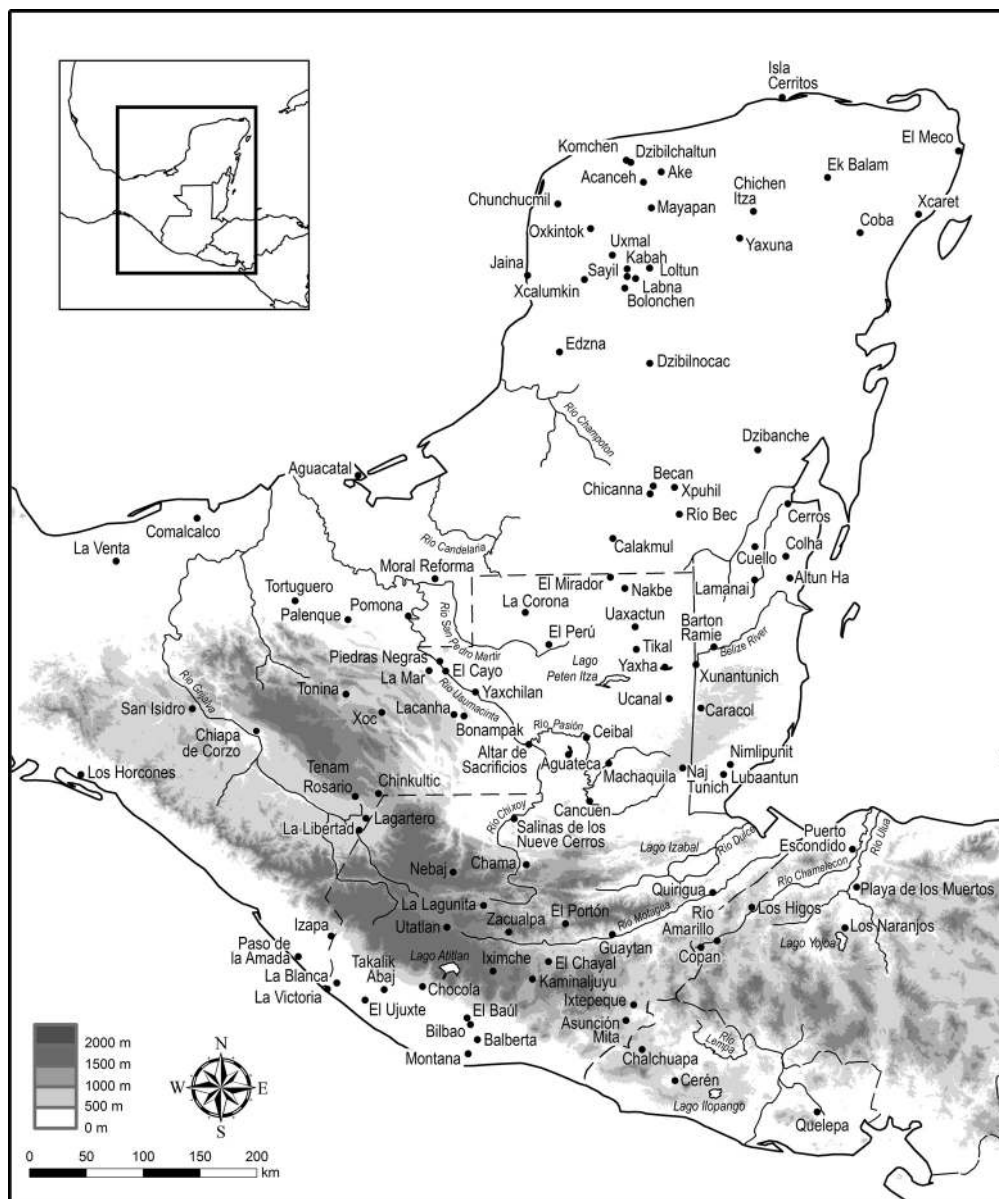 Isla
Cerritos
El Meco
Komchen
Dzibilchaltun
Ake
Acanceh
Ek Balam
Chichen
Itza
Xcaret
Chunchucmil
Mayapan
Coba
Oxkintok
Yaxuna
Uxmal
Kabah
Jaina
Sayil
Loltun
Labna
Xcalumkin
Bolonchen
Edzna
Dzibilnocac
Río Champoton
Dzibanche
Aguacatal
Becan
Chicanna
Xpuhil
Río Bec
Cerros
Comalcalco
La Venta
Río Candelaria
Calakmul
Cuello
Colha
Moral Reforma
El Mirador
Nakbe
Lamanai
Altun Ha
Tortuguero
Palenque
Pomona
La Corona
Uaxactun
Barton
Ramie
Belize River
Río San Pedro Martir
El Perú
Tikal
Piedras Negras
El Cayo
La Mar
Lago
Peten Itza
Yaxha
Xunantunich
Río Grijalva
Tonina
Río Usumacinta
Yaxchilan
Ucanal
San Isidro
Xoc
Lacanha
Bonampak
Caracol
Chiapa
de Corzo
Río Pasión
Ceibal
Altar de
Sacrificios
Aguateca
Machaquila
Naj
Tunich
Nimlipunit
Lubaantun
Los Horcones
Tenam
Rosario
Chinkultic
Cancuen
Río Chixoy
Lagartero
La Libertad
Salinas de los
Nueve Cerros
Puerto
Escondido
Río Ulua
Lago Izabal
Río Dulce
Chama
Nebaj
Río Chamelecon
Quirigua
Playa de los Muertos
La Lagunita
Zacualpa
El Portón
Río Motagua
Los Higos
Utatlan
Río
Amarillo
Los Naranjos
Lago Yojoa
Izapa
Guaytan
Copan
Paso de
la Amada
Lago Atitlan
Iximche
El Chayal
La Blanca
Takalik
Abaj
Kaminaljuyu
La Victoria
Chocola
Ixtepeque
El Ujuxte
El Baúl
Asunción
Mita
Bilbao
Balberta
Río
Lempa
Montana
Chalchuapa
Cerén
Lago Ilopango
Quelepa
2000 m
1500 m
1000 m
500 m
0 m
N
W E
S
0 50 100 150 200
km